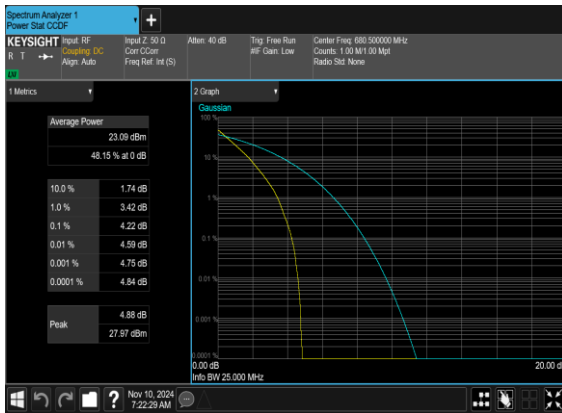 Spectrum Analyzer 1
Power Stat CCDF
KEYSIGHT
R T
LXI
Input: RF
Coupling: DC
Align: Auto
Input Z: 50 Ω
Corr CCorr
Freq Ref: Int (S)
Atten: 40 dB
Trig: Free Run
#IF Gain: Low
Center Freq: 680.500000 MHz
Counts: 1.00 M/1.00 Mpt
Radio Std: None
1 Metrics
Average Power
23.09 dBm
48.15 % at 0 dB
10.0 % 1.74 dB
1.0 % 3.42 dB
0.1 % 4.22 dB
0.01 % 4.59 dB
0.001 % 4.75 dB
0.0001 % 4.84 dB
Peak
4.88 dB
27.97 dBm
2 Graph
Gaussian
100 %
10 %
1 %
0.1 %
0.01 %
0.001 %
0.0001 %
0.00 dB
20.00 dB
Info BW 25.000 MHz
Nov 10, 2024
7:22:29 AM